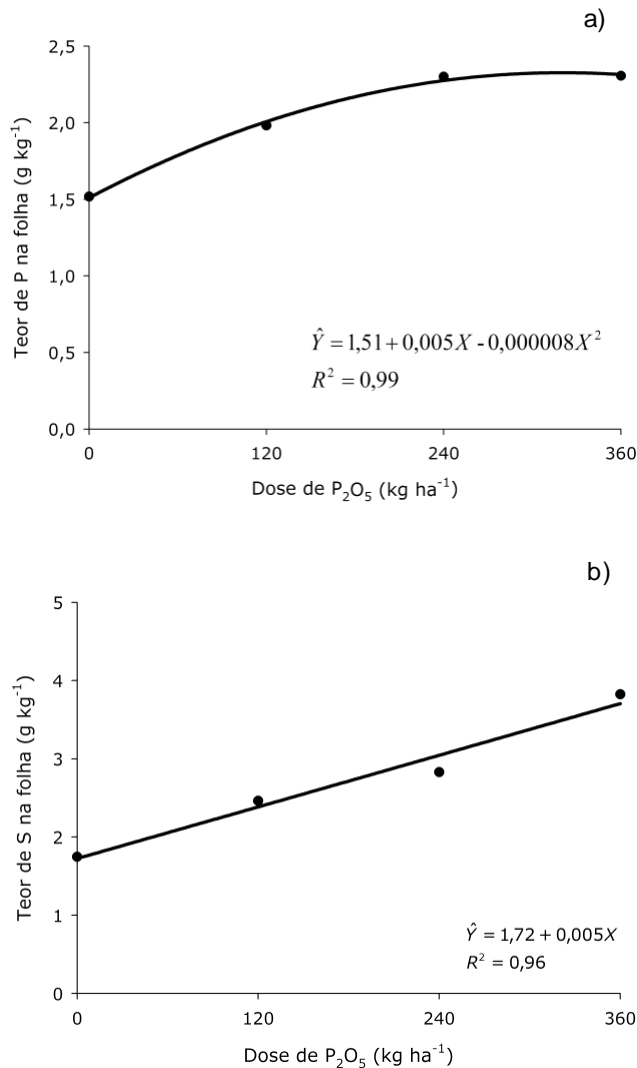 a)
2,5
2,0
1,5
1,0
0,5
0,0
Teor de P na folha (g kg⁻¹)
Ŷ = 1,51 + 0,005X - 0,000008X²
R² = 0,99
0 120 240 360
Dose de P₂O₅ (kg ha⁻¹)
b)
5
4
3
2
1
0
Teor de S na folha (g kg⁻¹)
Ŷ = 1,72 + 0,005X
R² = 0,96
0 120 240 360
Dose de P₂O₅ (kg ha⁻¹)